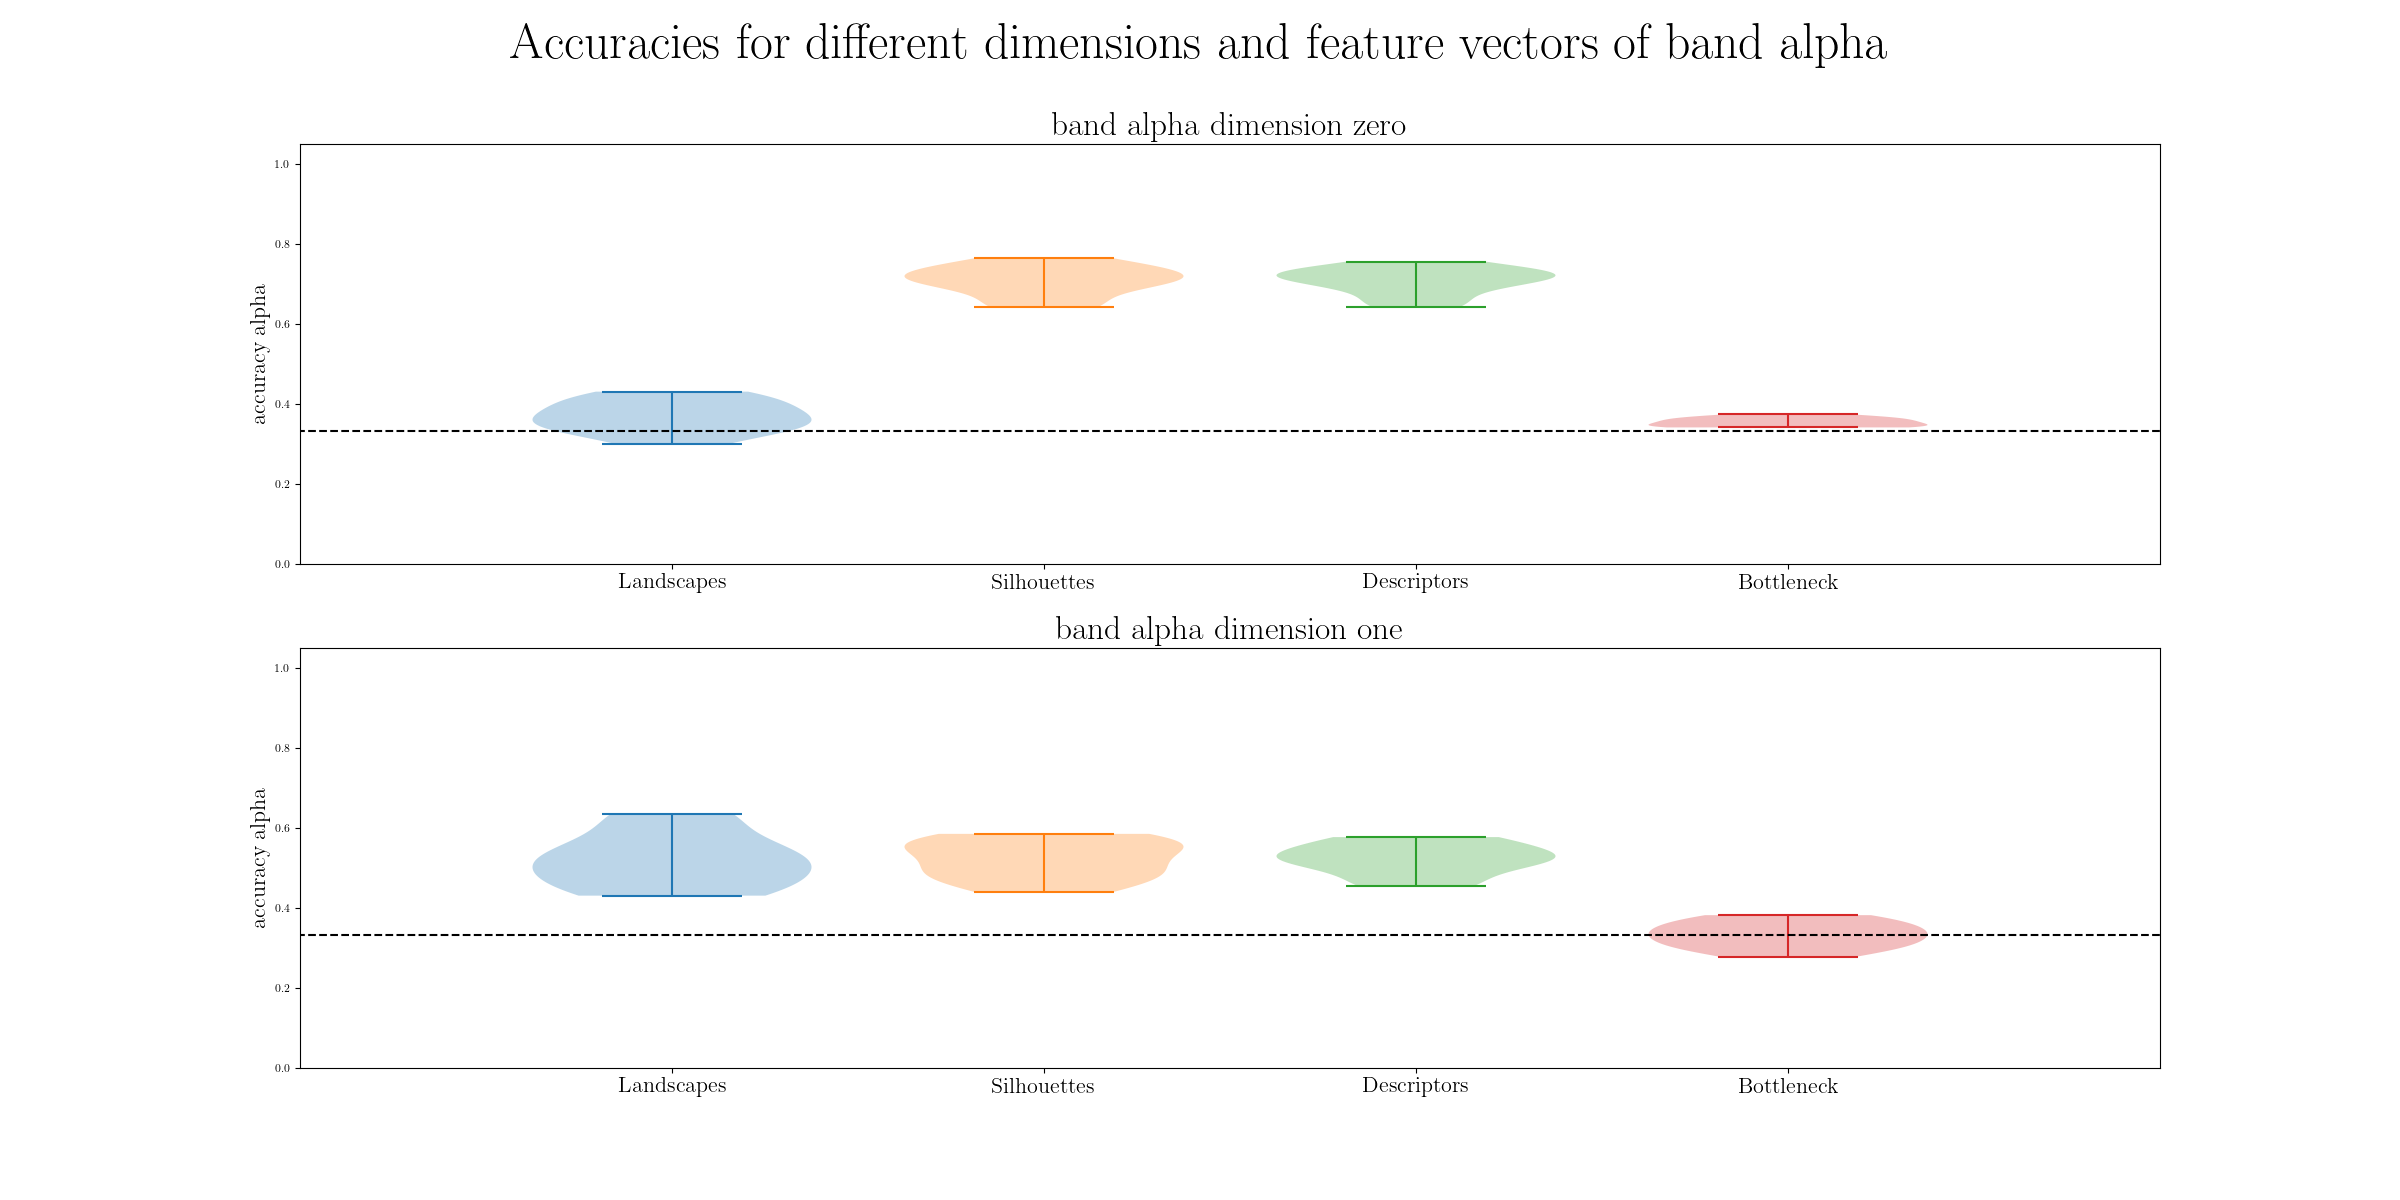 Accuracies for different dimensions and feature vectors of band alpha
band alpha dimension zero
1.0
0.8
0.6
0.4
0.2
0.0
accuracy alpha
Landscapes Silhouettes Descriptors Bottleneck
band alpha dimension one
1.0
0.8
0.6
0.4
0.2
0.0
accuracy alpha
Landscapes Silhouettes Descriptors Bottleneck